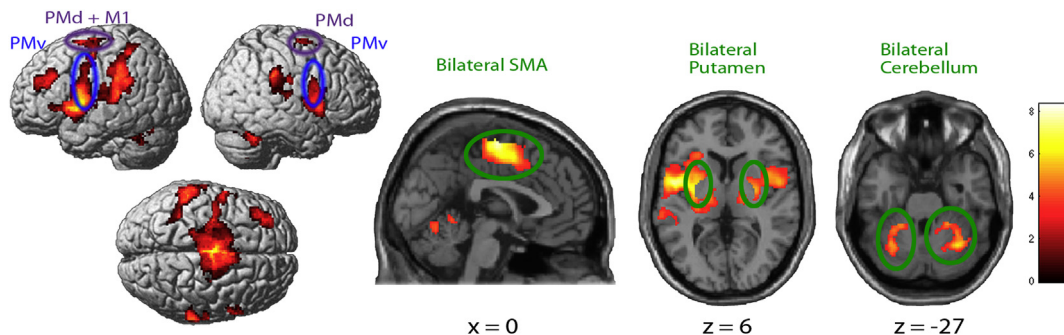 PMd + M1
PMv
PMd
PMv
Bilateral SMA
Bilateral
Putamen
Bilateral
Cerebellum
8
6
4
2
0
x = 0
z = 6
z = -27